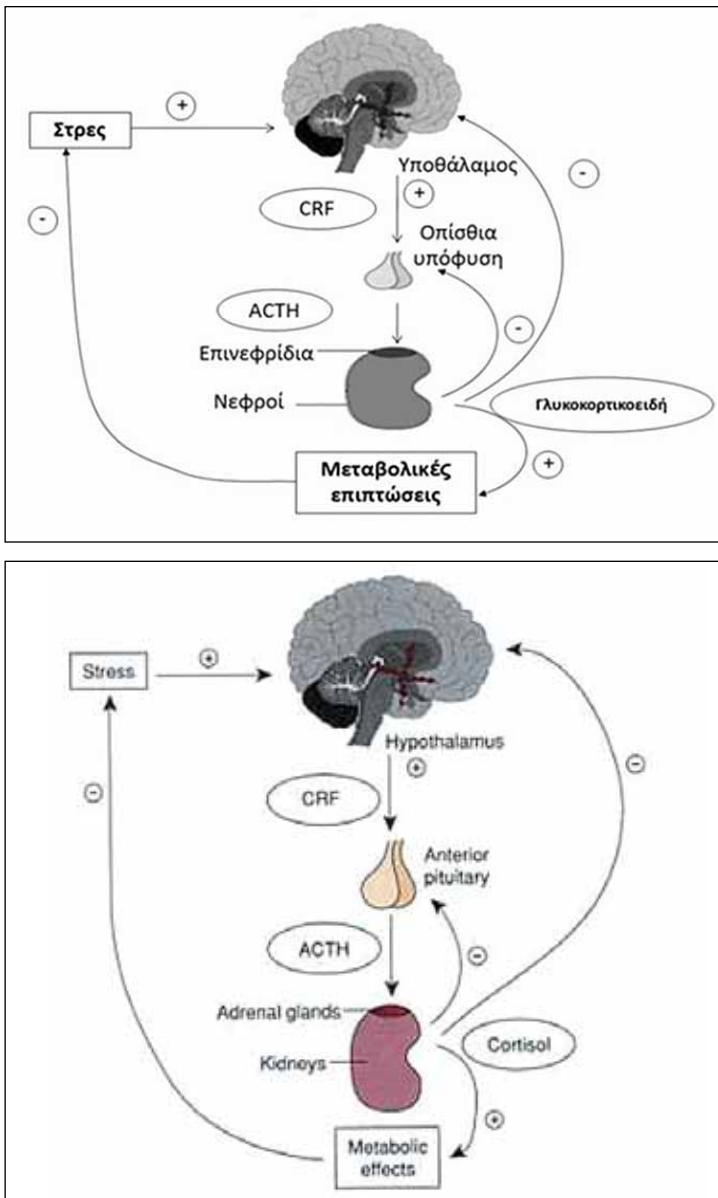 +
Στρες
Υποθάλαμος
-
+
CRF
-
Οπίσθια
υπόφυση
ACTH
-
Επινεφρίδια
Νεφροί
Γλυκοκορτικοειδή
+
Μεταβολικές
επιπτώσεις
+
Stress
Hypothalamus
+
-
-
CRF
Anterior
pituitary
ACTH
-
Adrenal glands
Cortisol
Kidneys
+
Metabolic
effects